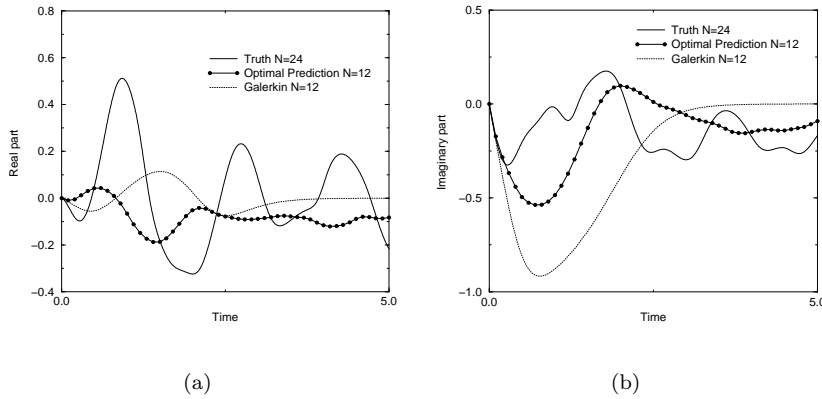 0.8
0.6
0.4
0.2
0.0
−0.2
−0.4
Real part
0.0
5.0
Time
Truth N=24
Optimal Prediction N=12
Galerkin N=12
(a)
0.5
0.0
−0.5
−1.0
Imaginary part
0.0
5.0
Time
Truth N=24
Optimal Prediction N=12
Galerkin N=12
(b)